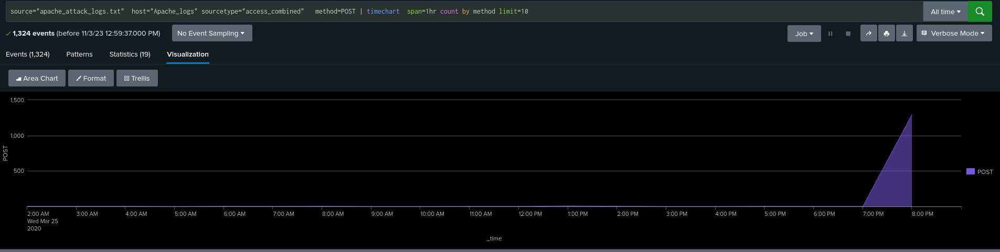 source="apache_attack_logs.txt"  host="Apache_logs" sourcetype="access_combined"   method=POST | timechart  span=1hr count by method limit=10
All time
1,324 events (before 11/3/23 12:59:37.000 PM)
No Event Sampling
Job
Verbose Mode
Events (1,324)
Patterns
Statistics (19)
Visualization
Area Chart
Format
Trellis
1,500
1,000
500
POST
POST
2:00 AM
Wed Mar 25
2020
3:00 AM
4:00 AM
5:00 AM
6:00 AM
7:00 AM
8:00 AM
9:00 AM
10:00 AM
11:00 AM
12:00 PM
1:00 PM
2:00 PM
3:00 PM
4:00 PM
5:00 PM
6:00 PM
7:00 PM
8:00 PM
_time